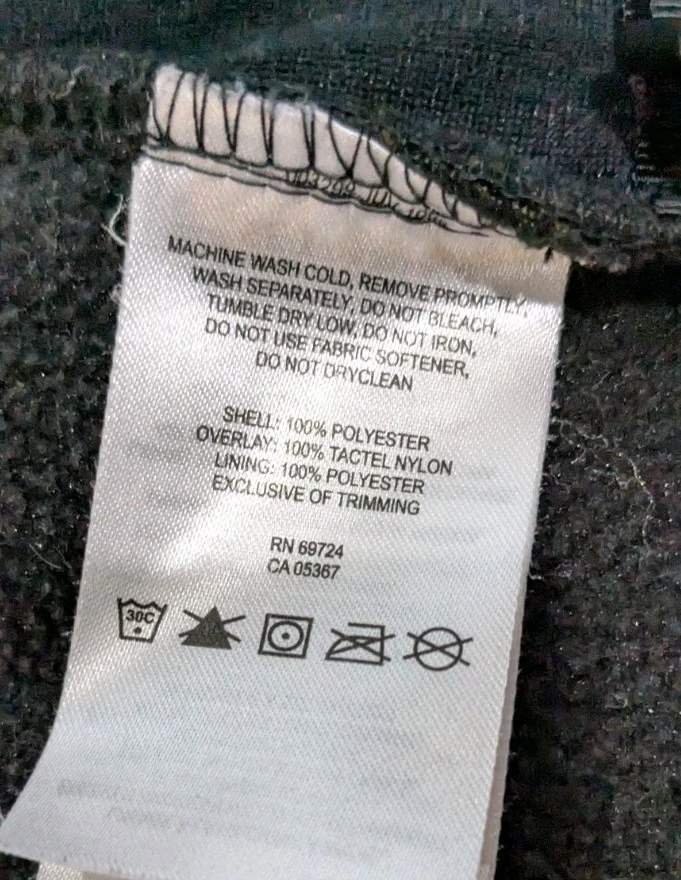 MACHINE WASH COLD, REMOVE PROMPTLY,
WASH SEPARATELY, DO NOT BLEACH,
TUMBLE DRY LOW, DO NOT IRON,
DO NOT USE FABRIC SOFTENER,
DO NOT DRYCLEAN
SHELL: 100% POLYESTER
OVERLAY: 100% TACTEL NYLON
LINING: 100% POLYESTER
EXCLUSIVE OF TRIMMING
RN 69724
CA 05367
30C